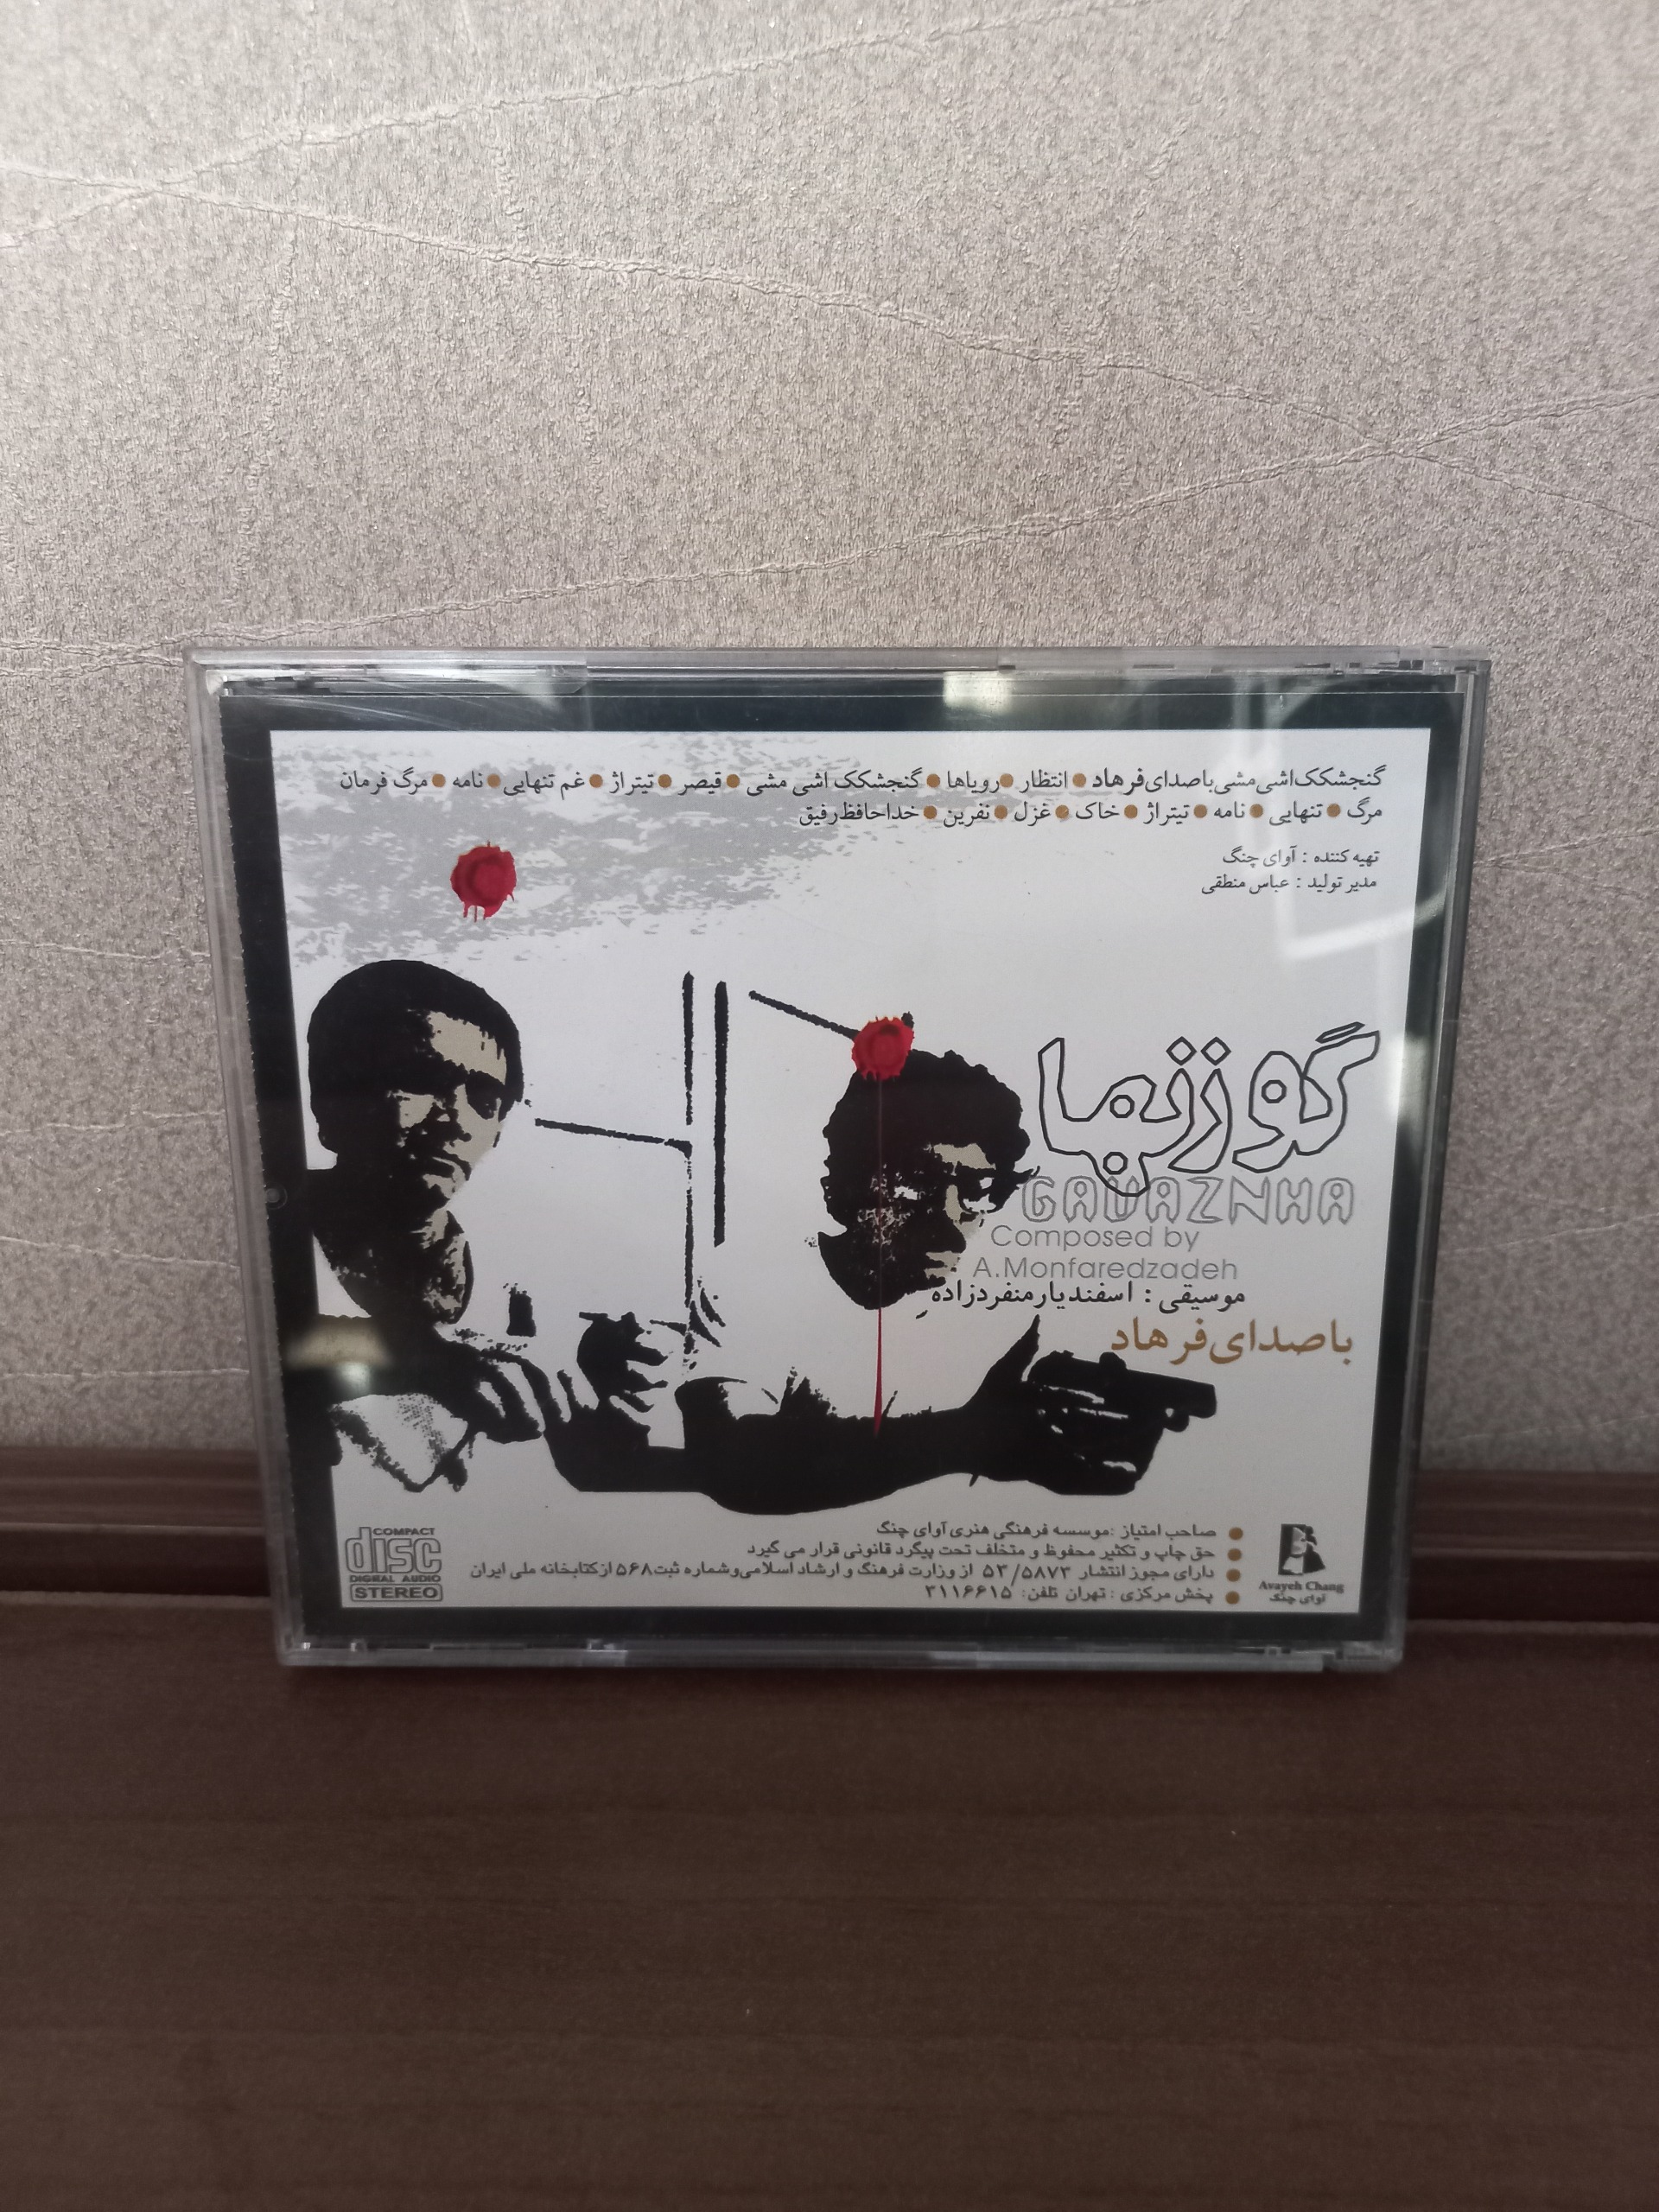 گنجشکک اشی مشی با صدای فرهاد ● انتظار ● رویاها ● گنجشکک اشی مشی ● قیصر ● تیتراژ ● غم تنهایی ● نامه ● مرگ فرمان
مرگ ● تنهایی ● نامه ● تیتراژ ● خاک ● غزل ● نفرین ● خداحافظ رفیق
تهیه کننده : آوای چنگ
مدیر تولید : عباس منطقی
گوزنها
GAVAZNHA
Composed by
A.Monfaredzadeh
موسیقی : اسفندیار منفردزاده
با صدای فرهاد
● صاحب امتیاز : موسسه فرهنگی هنری آوای چنگ
● حق چاپ و تکثیر محفوظ و متخلف تحت پیگرد قانونی قرار می گیرد
● دارای مجوز انتشار ۵۳/۵۸۷۳ از وزارت فرهنگ و ارشاد اسلامی و شماره ثبت ۵۶۸ از کتابخانه ملی ایران
● پخش مرکزی : تهران تلفن: ۳۱۱۶۶۱۵
Avayeh Chang
آوای چنگ
COMPACT
disc
DIGITAL AUDIO
STEREO